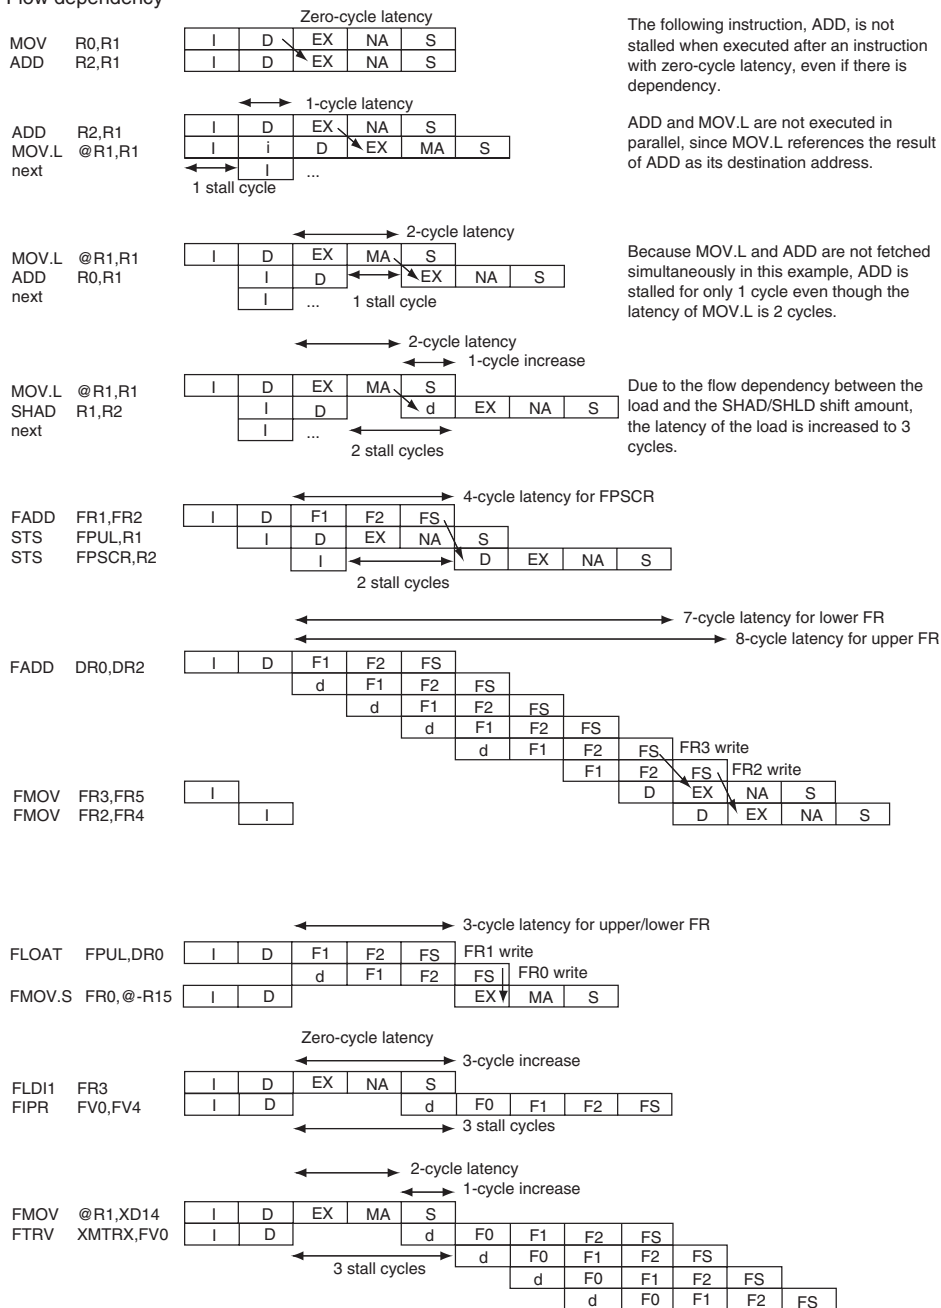 Flow dependency
Zero-cycle latency
MOV R0,R1 I D EX NA S
ADD R2,R1 I D EX NA S
The following instruction, ADD, is not
stalled when executed after an instruction
with zero-cycle latency, even if there is
dependency.
1-cycle latency
ADD R2,R1 I D EX NA S
MOV.L @R1,R1 I i D EX MA S
next I ...
1 stall cycle
ADD and MOV.L are not executed in
parallel, since MOV.L references the result
of ADD as its destination address.
2-cycle latency
MOV.L @R1,R1 I D EX MA S
ADD R0,R1 I D EX NA S
next I ... 1 stall cycle
Because MOV.L and ADD are not fetched
simultaneously in this example, ADD is
stalled for only 1 cycle even though the
latency of MOV.L is 2 cycles.
2-cycle latency
1-cycle increase
MOV.L @R1,R1 I D EX MA S
SHAD R1,R2 I D d EX NA S
next I ...
2 stall cycles
Due to the flow dependency between the
load and the SHAD/SHLD shift amount,
the latency of the load is increased to 3
cycles.
4-cycle latency for FPSCR
FADD FR1,FR2 I D F1 F2 FS
STS FPUL,R1 I D EX NA S
STS FPSCR,R2 I D EX NA S
2 stall cycles
7-cycle latency for lower FR
8-cycle latency for upper FR
FADD DR0,DR2 I D F1 F2 FS
d F1 F2 FS
d F1 F2 FS
d F1 F2 FS
d F1 F2 FS FR3 write
F1 F2 FS FR2 write
FMOV FR3,FR5 I D EX NA S
FMOV FR2,FR4 I D EX NA S
3-cycle latency for upper/lower FR
FLOAT FPUL,DR0 I D F1 F2 FS FR1 write
d F1 F2 FS FR0 write
FMOV.S FR0,@-R15 I D EX MA S
Zero-cycle latency
3-cycle increase
FLDI1 FR3 I D EX NA S
FIPR FV0,FV4 I D d F0 F1 F2 FS
3 stall cycles
2-cycle latency
1-cycle increase
FMOV @R1,XD14 I D EX MA S
FTRV XMTRX,FV0 I D d F0 F1 F2 FS
d F0 F1 F2 FS
3 stall cycles
d F0 F1 F2 FS
d F0 F1 F2 FS